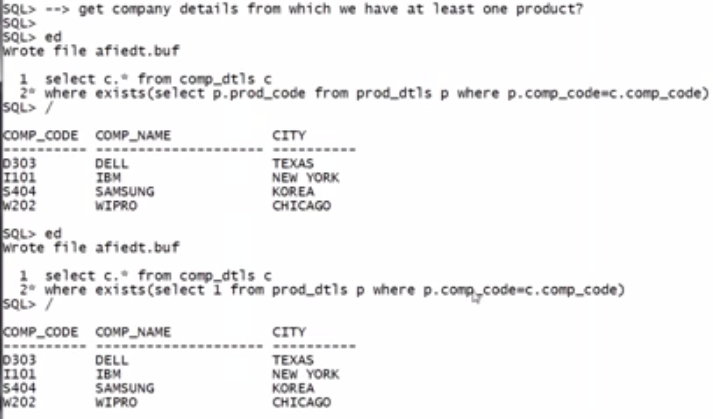 SQL> --> get company details from which we have at least one product?
SQL>
SQL> ed
Wrote file afiedt.buf
1 select c.* from comp_dtls c
2* where exists(select p.prod_code from prod_dtls p where p.comp_code=c.comp_code)
SQL> /
COMP_CODE COMP_NAME CITY
---------- -------------------- ----------
D303 DELL TEXAS
I101 IBM NEW YORK
S404 SAMSUNG KOREA
W202 WIPRO CHICAGO
SQL> ed
Wrote file afiedt.buf
1 select c.* from comp_dtls c
2* where exists(select 1 from prod_dtls p where p.comp_code=c.comp_code)
SQL> /
COMP_CODE COMP_NAME CITY
---------- -------------------- ----------
D303 DELL TEXAS
I101 IBM NEW YORK
S404 SAMSUNG KOREA
W202 WIPRO CHICAGO